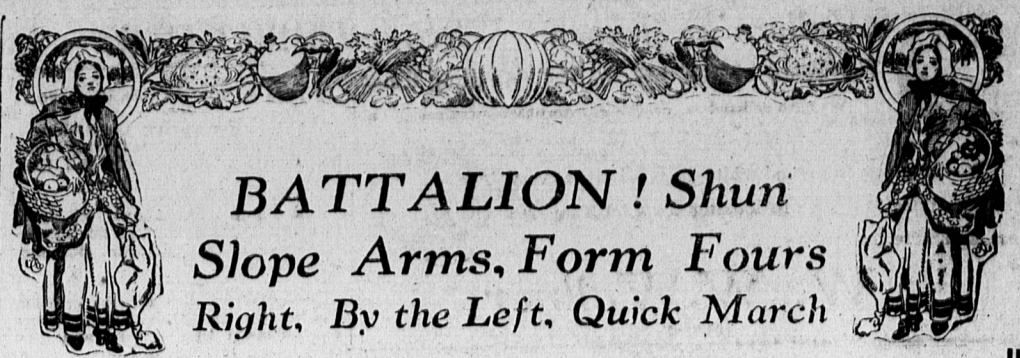 BATTALION ! Shun
Slope Arms, Form Fours
Right, By the Left, Quick March